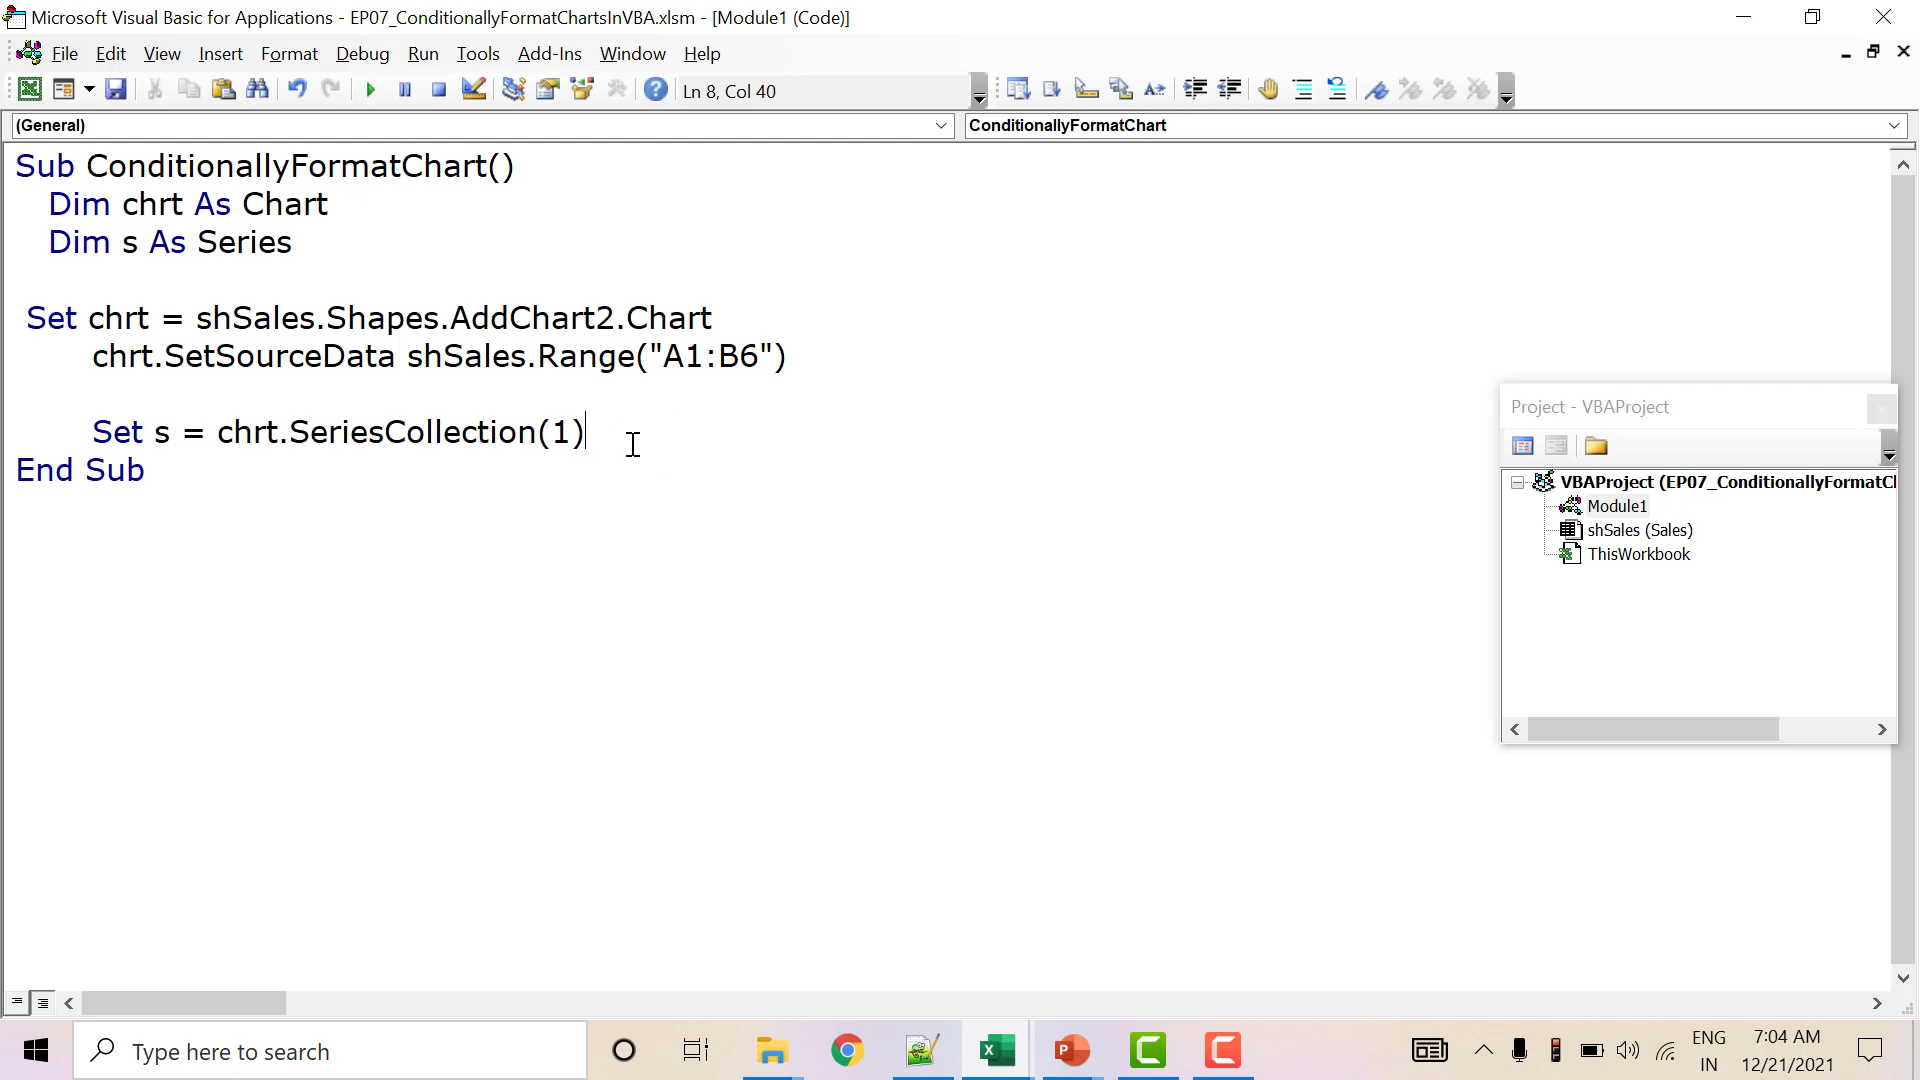 Microsoft Visual Basic for Applications - EP07_ConditionallyFormatChartsInVBA.xlsm - [Module1 (Code)]
File Edit View Insert Format Debug Run Tools Add-Ins Window Help
Ln 8, Col 40
(General)
ConditionallyFormatChart
Sub ConditionallyFormatChart()
Dim chrt As Chart
Dim s As Series
Set chrt = shSales.Shapes.AddChart2.Chart
chrt.SetSourceData shSales.Range("A1:B6")
Set s = chrt.SeriesCollection(1)
End Sub
Project - VBAProject
VBAProject (EP07_ConditionallyFormatCl
Module1
shSales (Sales)
ThisWorkbook
Type here to search
ENG
IN
7:04 AM
12/21/2021